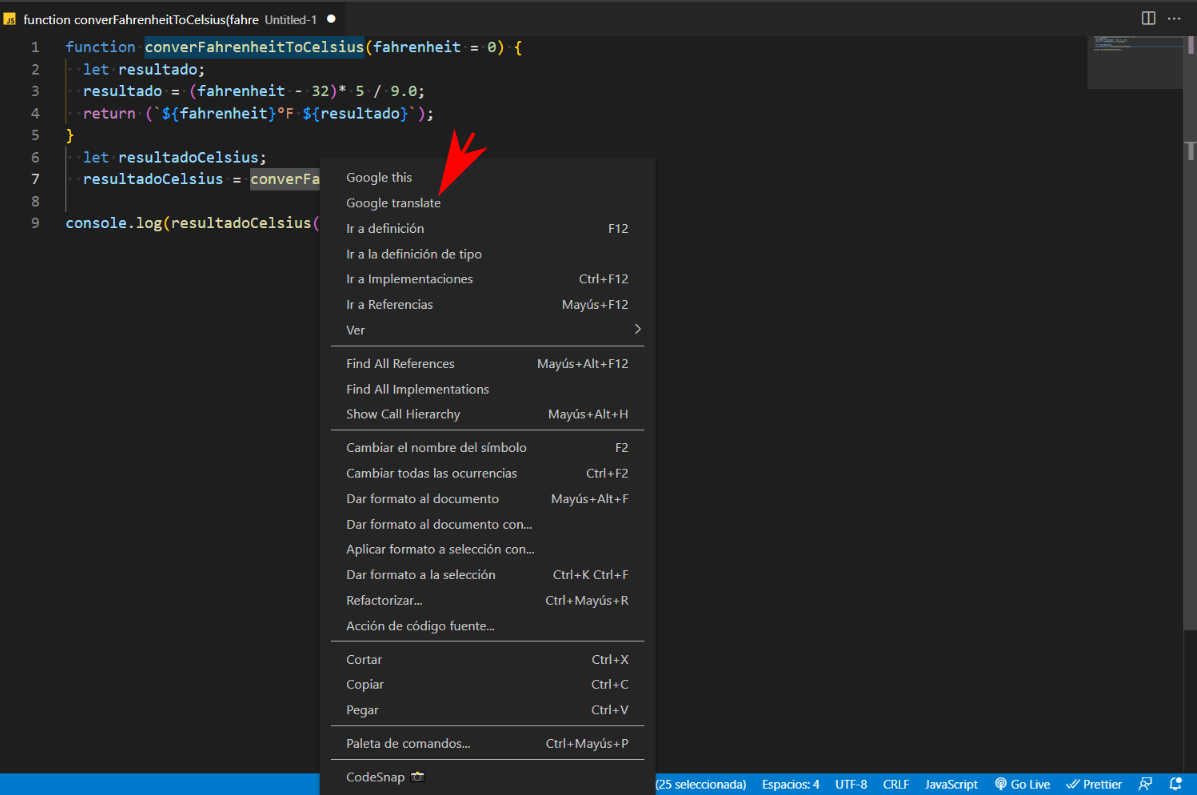 JS function converFahrenheitToCelsius(fahre Untitled-1
1 function converFahrenheitToCelsius(fahrenheit = 0) {
2 let resultado;
3 resultado = (fahrenheit - 32)* 5 / 9.0;
4 return (`${fahrenheit}°F ${resultado}`);
5 }
6 let resultadoCelsius;
7 resultadoCelsius = converFa
8
9 console.log(resultadoCelsius(
Google this
Google translate
Ir a definición F12
Ir a la definición de tipo
Ir a Implementaciones Ctrl+F12
Ir a Referencias Mayús+F12
Ver
Find All References Mayús+Alt+F12
Find All Implementations
Show Call Hierarchy Mayús+Alt+H
Cambiar el nombre del símbolo F2
Cambiar todas las ocurrencias Ctrl+F2
Dar formato al documento Mayús+Alt+F
Dar formato al documento con...
Aplicar formato a selección con...
Dar formato a la selección Ctrl+K Ctrl+F
Refactorizar... Ctrl+Mayús+R
Acción de código fuente...
Cortar Ctrl+X
Copiar Ctrl+C
Pegar Ctrl+V
Paleta de comandos... Ctrl+Mayús+P
CodeSnap
(25 seleccionada) Espacios: 4 UTF-8 CRLF JavaScript Go Live Prettier